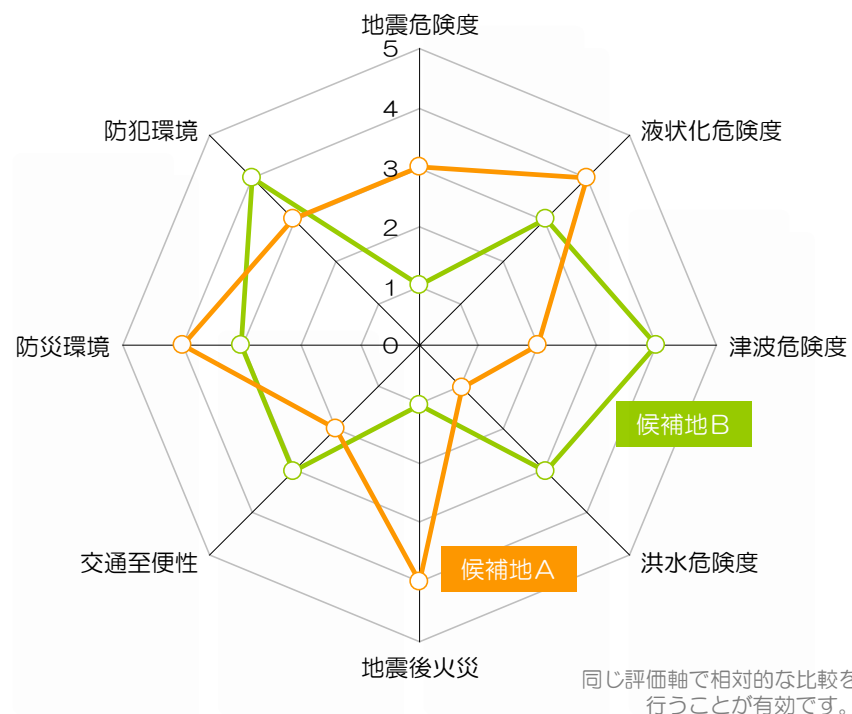 地震危険度
5
4
3
2
1
0
防犯環境
液状化危険度
防災環境
津波危険度
候補地B
交通至便性
候補地A
洪水危険度
地震後火災
同じ評価軸で相対的な比較を
行うことが有効です。